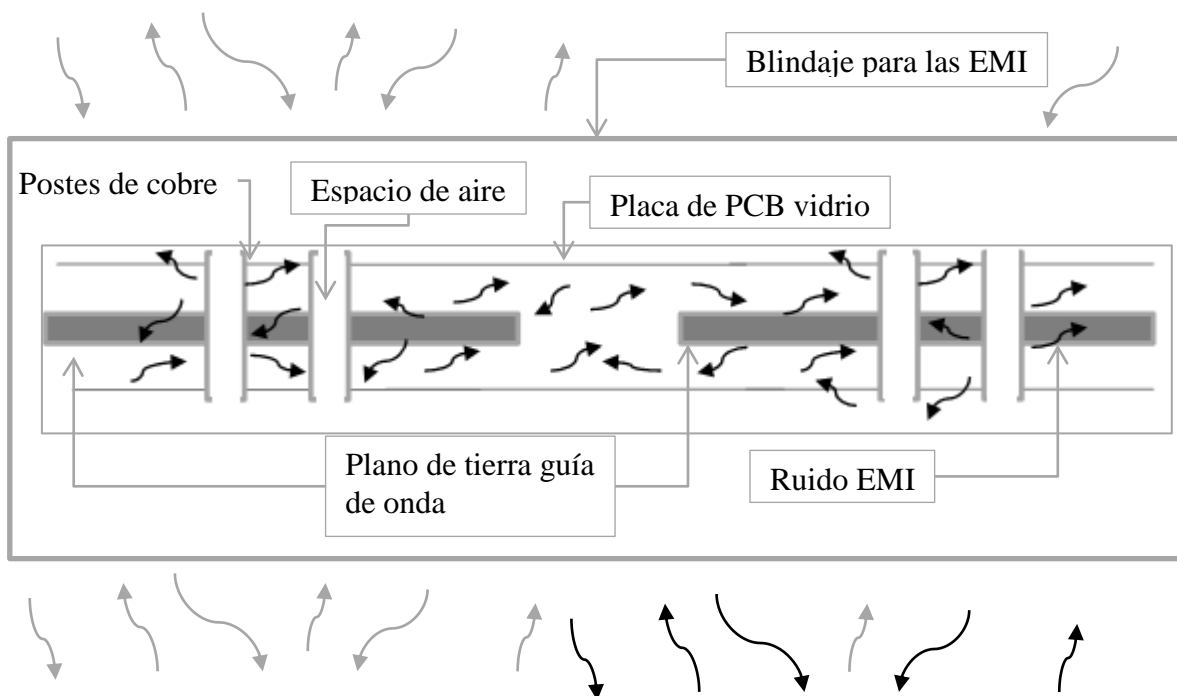 Blindaje para las EMI
Postes de cobre
Espacio de aire
Placa de PCB vidrio
Plano de tierra guía
de onda
Ruido EMI